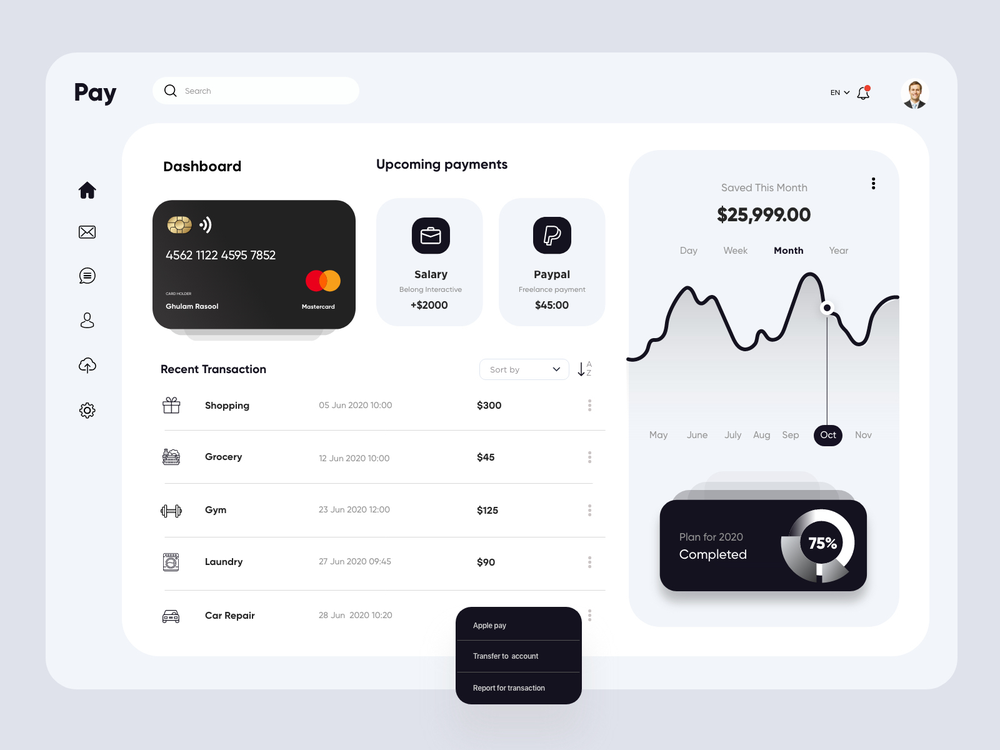 Pay
Search
EN
Dashboard
4562 1122 4595 7852
CARD HOLDER
Ghulam Rasool
Mastercard
Upcoming payments
Salary
Belong Interactive
+$2000
Paypal
Freelance payment
$45:00
Recent Transaction
Sort by
A
Z
Shopping 05 Jun 2020 10:00 $300
Grocery 12 Jun 2020 10:00 $45
Gym 23 Jun 2020 12:00 $125
Laundry 27 Jun 2020 09:45 $90
Car Repair 28 Jun 2020 10:20
Apple pay
Transfer to account
Report for transaction
Saved This Month
$25,999.00
Day Week Month Year
May June July Aug Sep Oct Nov
Plan for 2020
Completed
75%